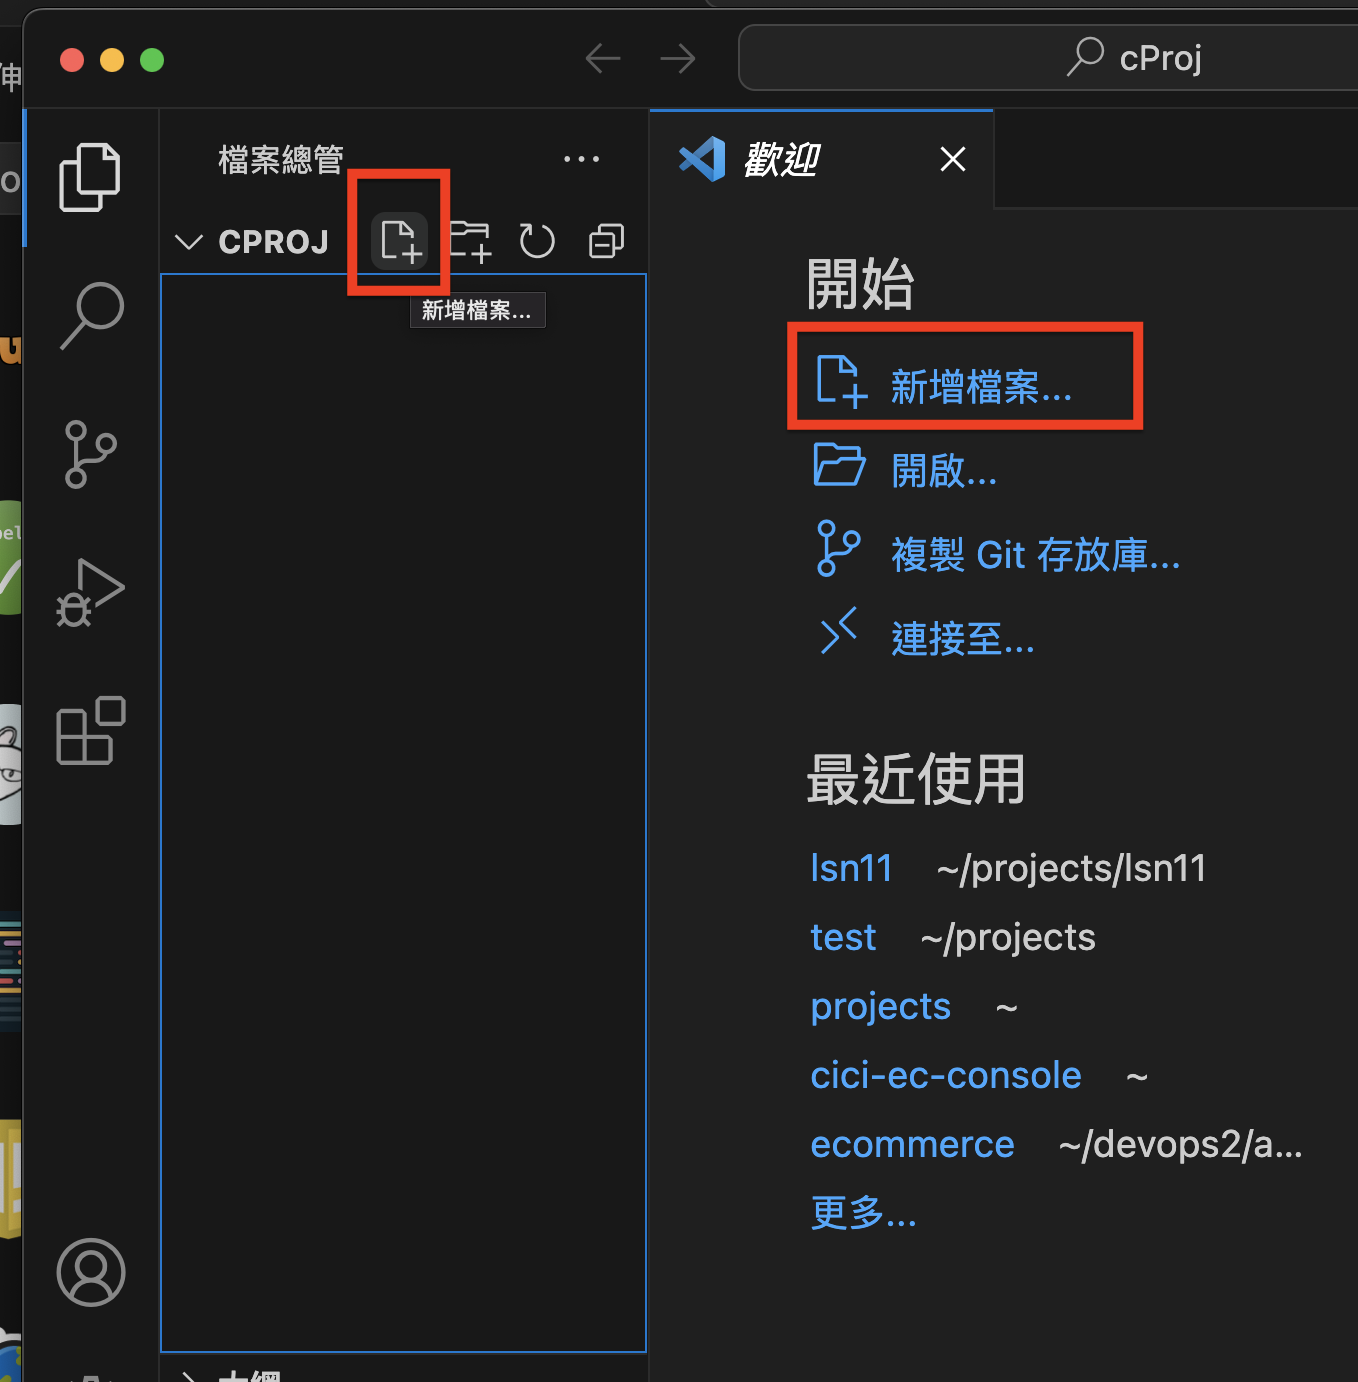 cProj
檔案總管
歡迎
CPROJ
新增檔案...
開始
新增檔案...
開啟...
複製 Git 存放庫...
連接至...
最近使用
lsn11 ~/projects/lsn11
test ~/projects
projects ~
cici-ec-console ~
ecommerce ~/devops2/a...
更多...
大綱